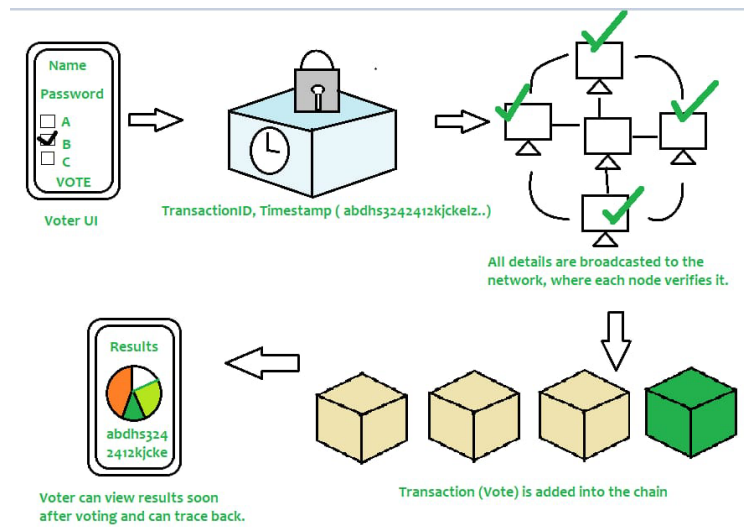 Name
Password
A
B
C
VOTE
Voter UI
TransactionID, Timestamp ( abdhs3242412kjckelz..)
All details are broadcasted to the
network, where each node verifies it.
Results
abdhs324
2412kjcke
Voter can view results soon
after voting and can trace back.
Transaction (Vote) is added into the chain